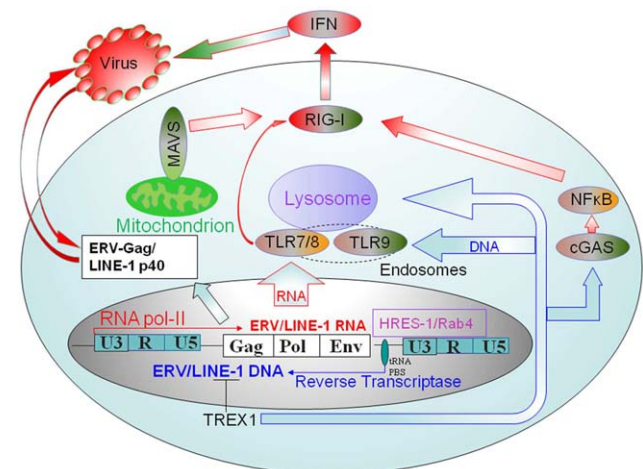 IFN
Virus
RIG-I
MAVS
Lysosome
Mitochondrion
NFκB
TLR7/8
TLR9
DNA
cGAS
ERV-Gag/
LINE-1 p40
Endosomes
RNA
RNA pol-II
ERV/LINE-1 RNA
HRES-1/Rab4
U3 R U5
Gag Pol Env
U3 R U5
tRNA
PBS
ERV/LINE-1 DNA
Reverse Transcriptase
TREX1